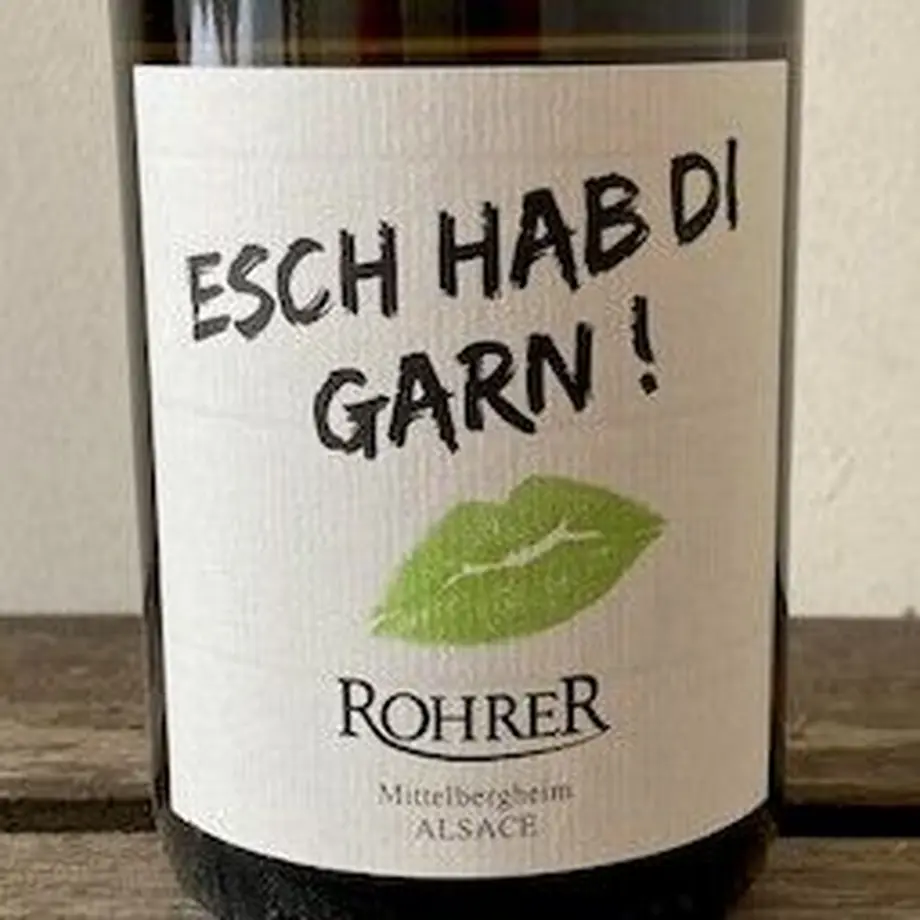 ESCH HAB DI
GARN !
ROHRER
Mittelbergheim
ALSACE